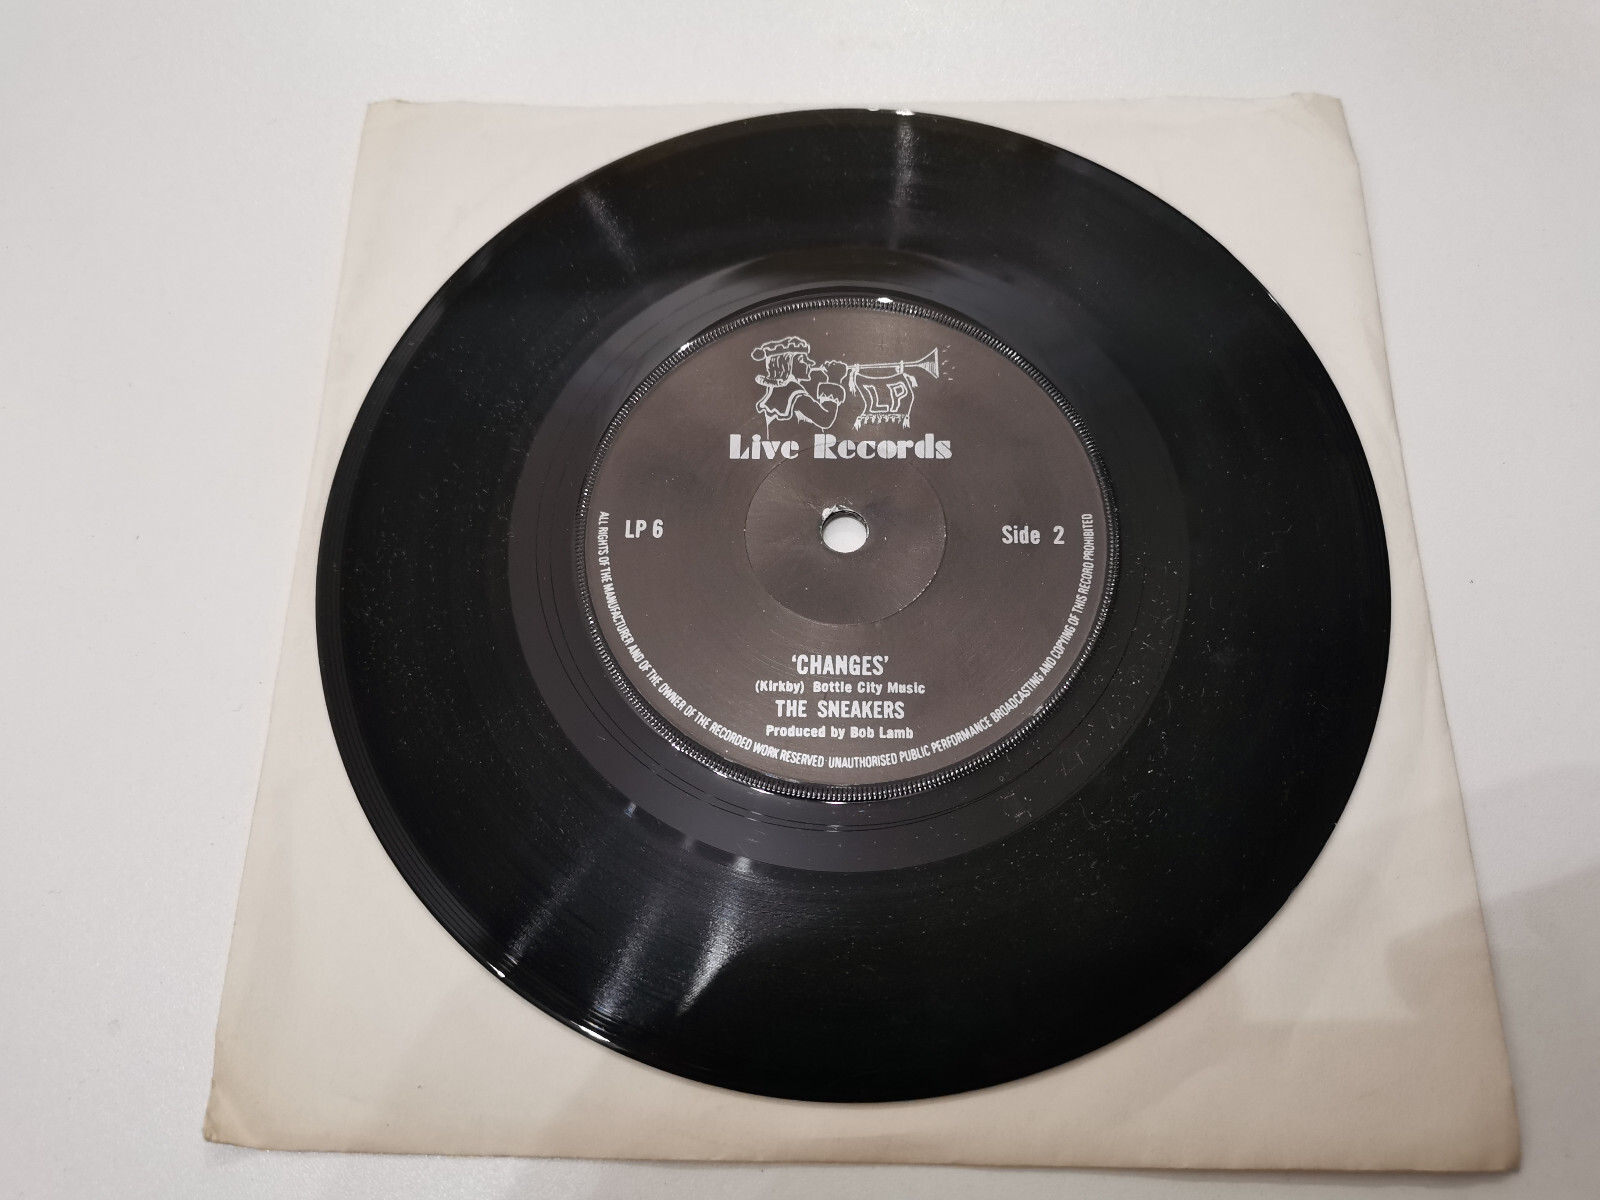 LP
Live Records
LP 6
Side 2
'CHANGES'
(Kirkby) Bottle City Music
THE SNEAKERS
Produced by Bob Lamb
ALL RIGHTS OF THE MANUFACTURER AND OF THE OWNER OF THE RECORDED WORK RESERVED · UNAUTHORISED PUBLIC PERFORMANCE BROADCASTING AND COPYING OF THIS RECORD PROHIBITED